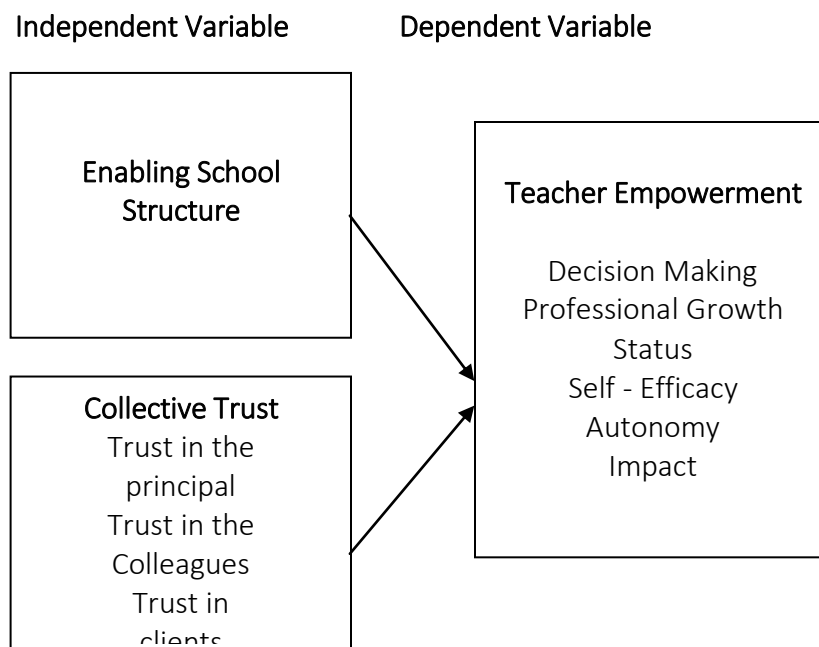 Independent Variable
Dependent Variable
Enabling School
Structure
Collective Trust
Trust in the
principal
Trust in the
Colleagues
Trust in
clients
Teacher Empowerment
Decision Making
Professional Growth
Status
Self - Efficacy
Autonomy
Impact